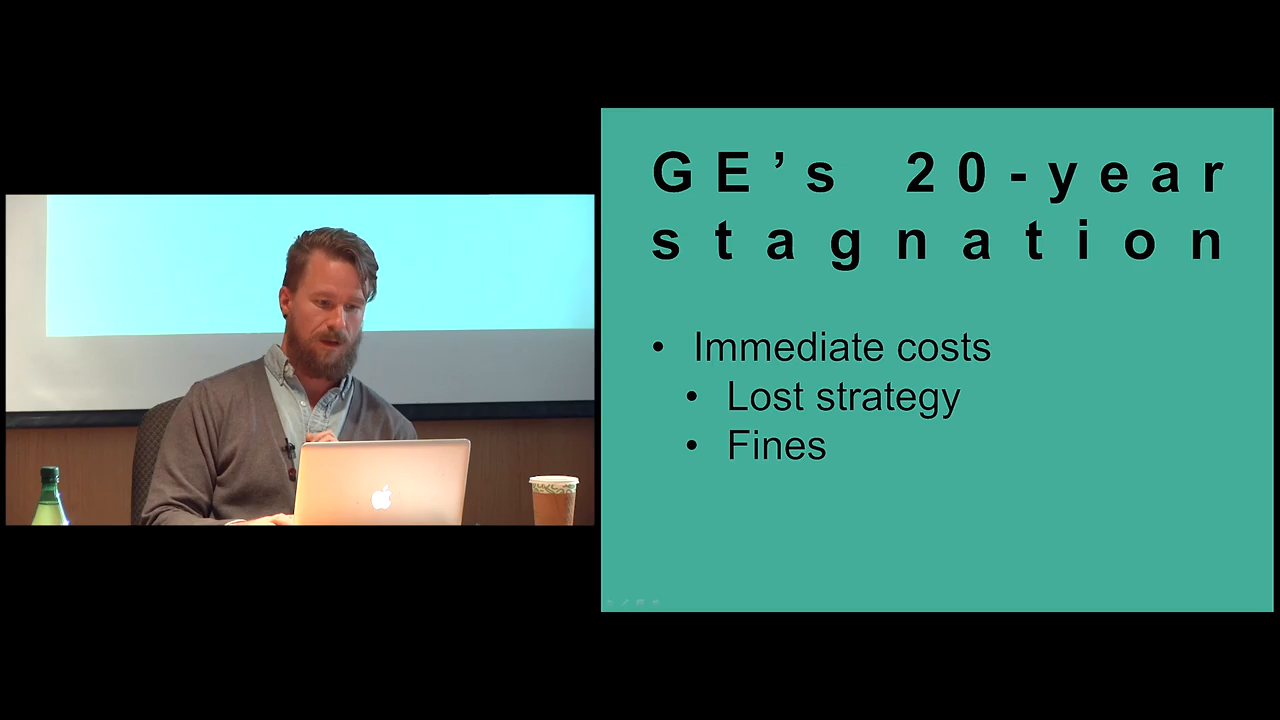 GE’s 20-year
stagnation
• Immediate costs
• Lost strategy
• Fines